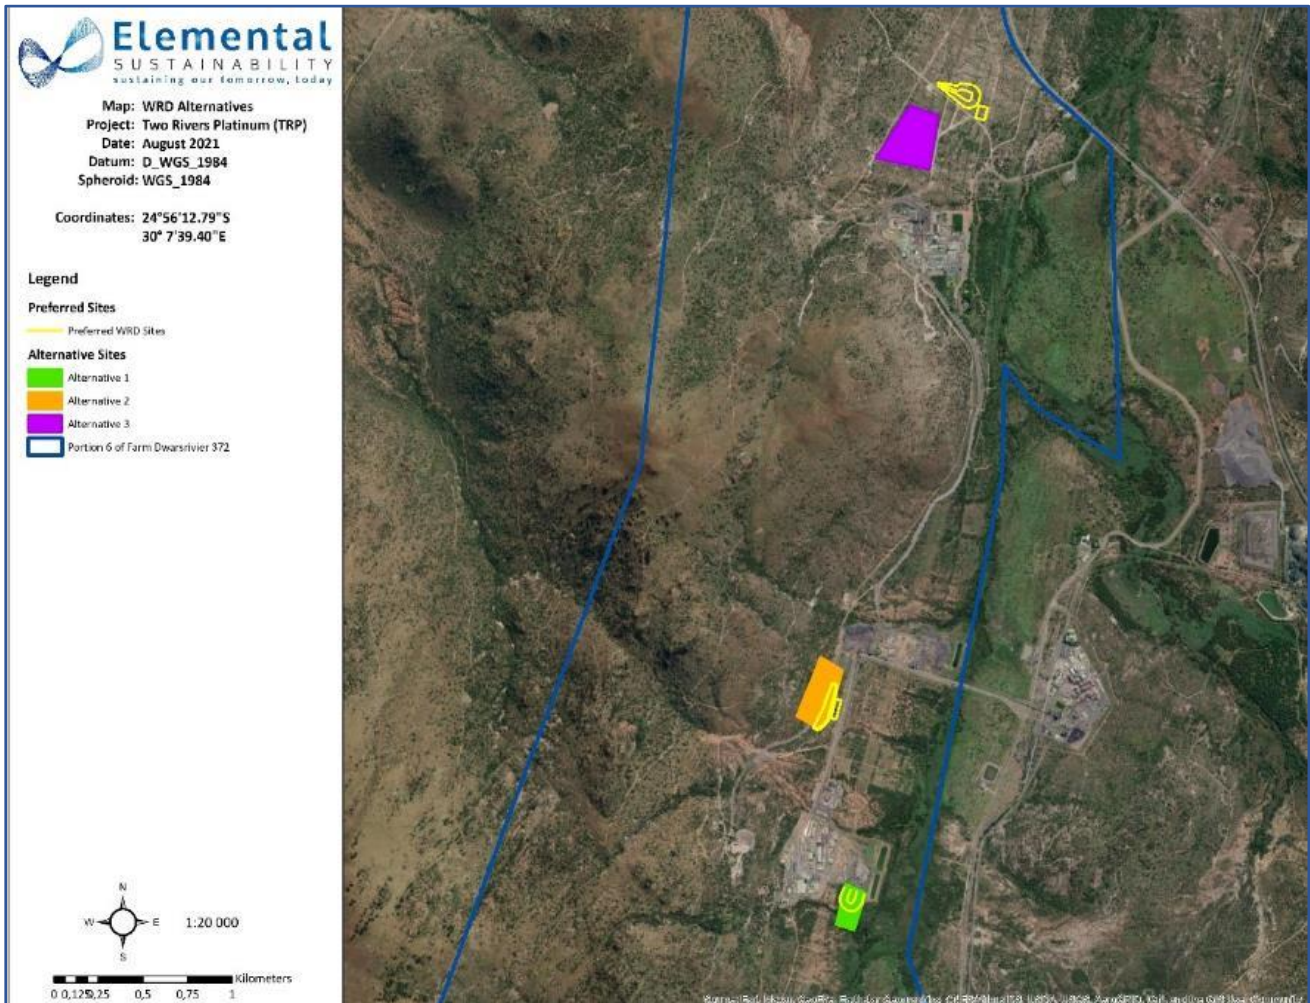 Elemental
SUSTAINABILITY
sustaining our tomorrow, today
Map: WRD Alternatives
Project: Two Rivers Platinum (TRP)
Date: August 2021
Datum: D_WGS_1984
Spheroid: WGS_1984
Coordinates: 24°56'12.79"S
30° 7'39.40"E
Legend
Preferred Sites
Preferred WRD Sites
Alternative Sites
Alternative 1
Alternative 2
Alternative 3
Portion 6 of Farm Dwarsrivier 372
N
W E
S
1:20 000
Kilometers
0 0,125 0,25 0,5 0,75 1